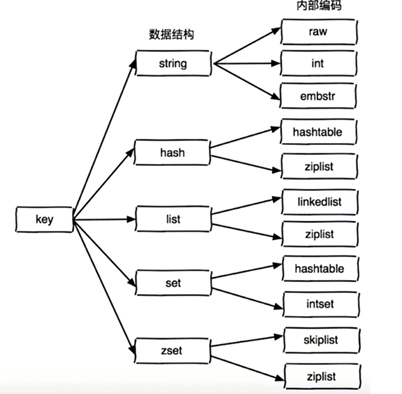 数据结构
内部编码
key
string
raw
int
embstr
hash
hashtable
ziplist
list
linkedlist
ziplist
set
hashtable
intset
zset
skiplist
ziplist